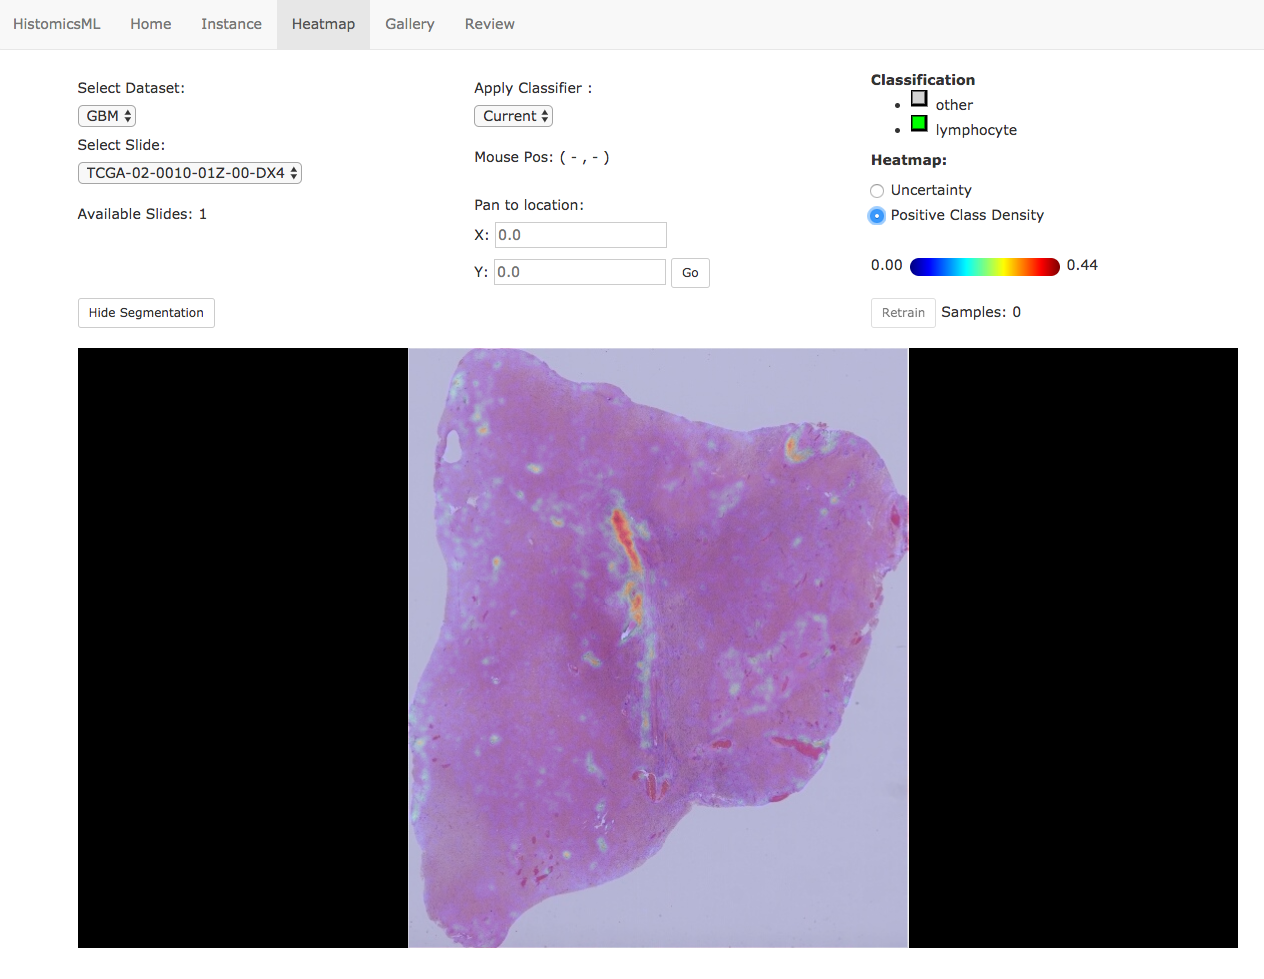 HistomicsML Home Instance Heatmap Gallery Review
Select Dataset:
GBM
Select Slide:
TCGA-02-0010-01Z-00-DX4
Available Slides: 1
Hide Segmentation
Apply Classifier :
Current
Mouse Pos: ( - , - )
Pan to location:
X: 0.0
Y: 0.0 Go
Classification
other
lymphocyte
Heatmap:
Uncertainty
Positive Class Density
0.00 0.44
Retrain Samples: 0